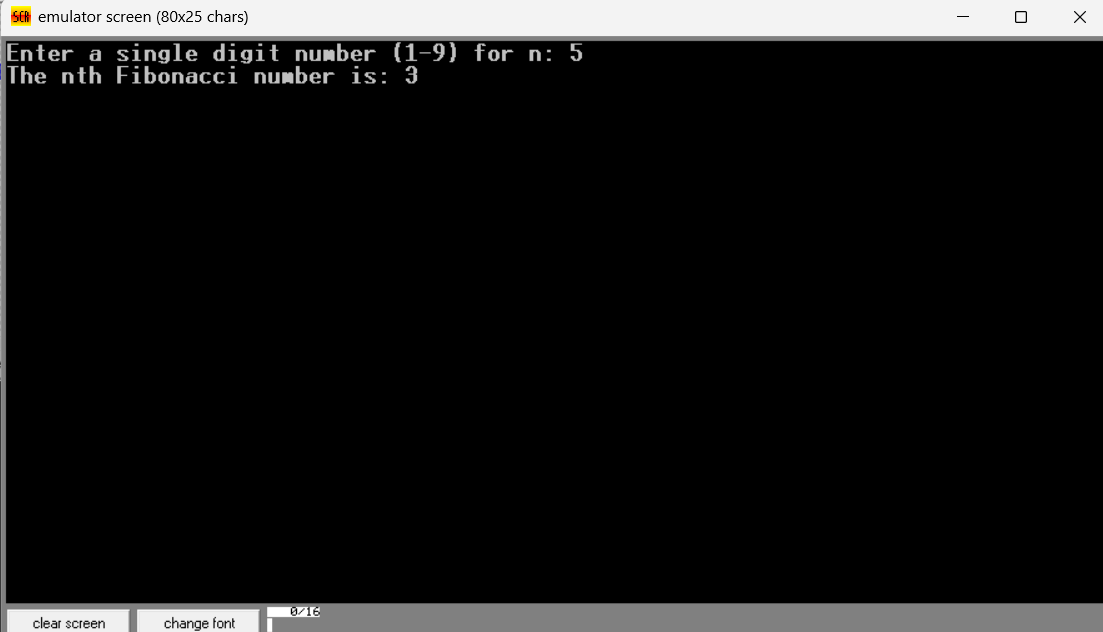 SCR emulator screen (80x25 chars)
Enter a single digit number (1-9) for n: 5
The nth Fibonacci number is: 3
clear screen change font 0/16